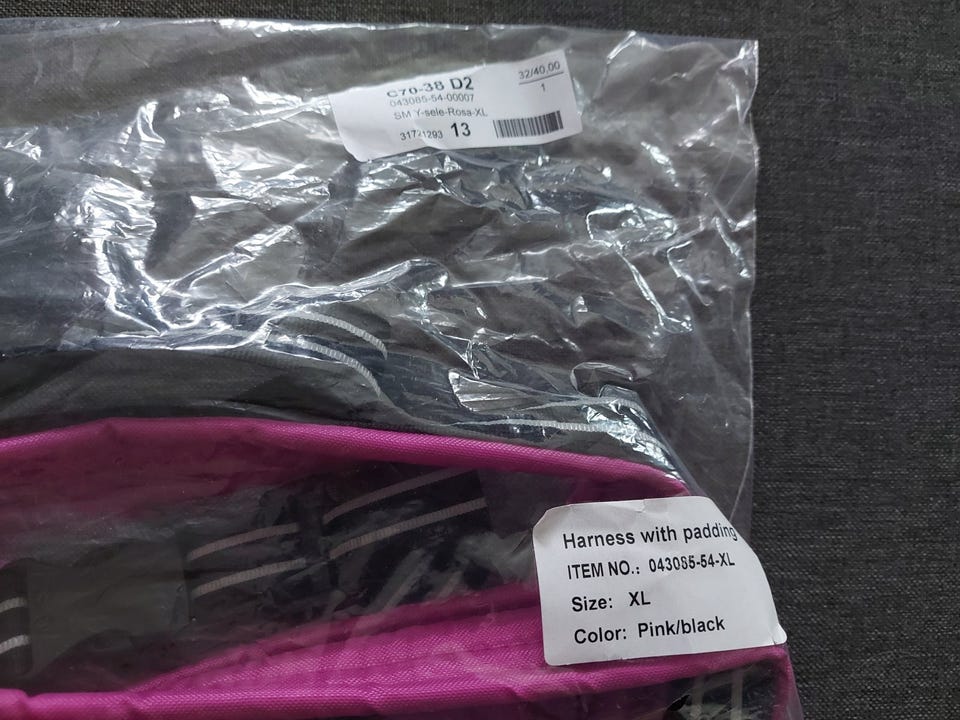 C70-38 D2
32/40,00
043085-54-00007
1
SM Y-sele-Rosa-XL
13
Harness with padding
ITEM NO.: 043085-54-XL
Size: XL
Color: Pink/black